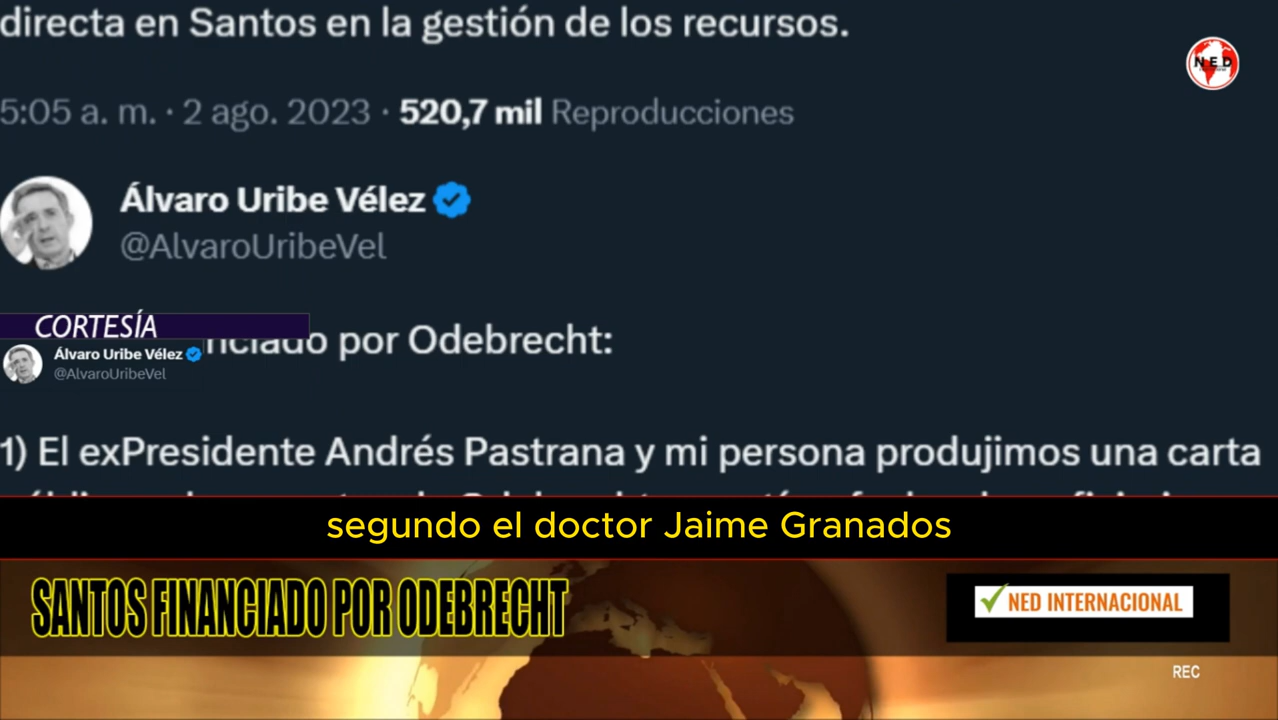 directa en Santos en la gestión de los recursos.
NED
5:05 a. m. · 2 ago. 2023 · 520,7 mil Reproducciones
Álvaro Uribe Vélez
@AlvaroUribeVel
CORTESÍA
por Odebrecht:
Álvaro Uribe Vélez
@AlvaroUribeVel
1) El exPresidente Andrés Pastrana y mi persona produjimos una carta
segundo el doctor Jaime Granados
SANTOS FINANCIADO POR ODEBRECHT
NED INTERNACIONAL
REC